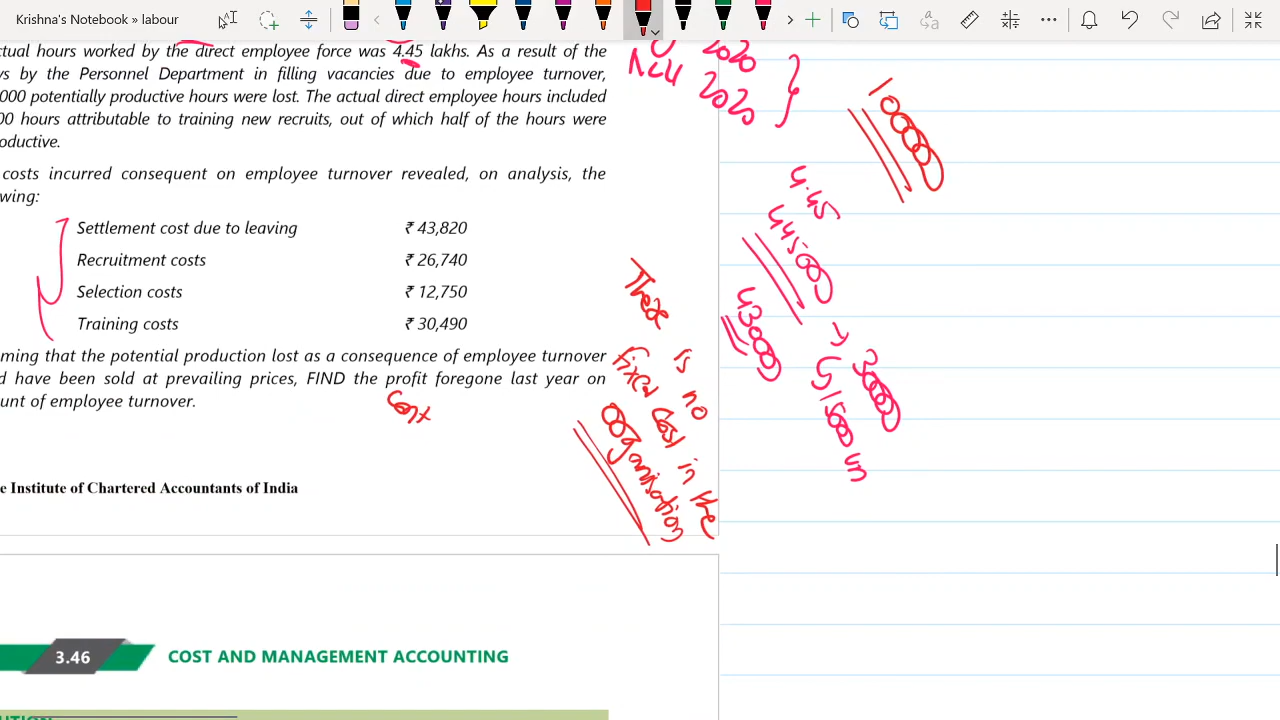 Krishna's Notebook » labour
ctual hours worked by the direct employee force was 4.45 lakhs. As a result of the
ys by the Personnel Department in filling vacancies due to employee turnover,
000 potentially productive hours were lost. The actual direct employee hours included
00 hours attributable to training new recruits, out of which half of the hours were
oductive.
costs incurred consequent on employee turnover revealed, on analysis, the
owing:
Settlement cost due to leaving ₹ 43,820
Recruitment costs ₹ 26,740
Selection costs ₹ 12,750
Training costs ₹ 30,490
ming that the potential production lost as a consequence of employee turnover
d have been sold at prevailing prices, FIND the profit foregone last year on
unt of employee turnover.
cost
e Institute of Chartered Accountants of India
2020
2020
100000
4.45
445000
430000
30000
There is no
fixed cost in the
organisation
3.46 COST AND MANAGEMENT ACCOUNTING